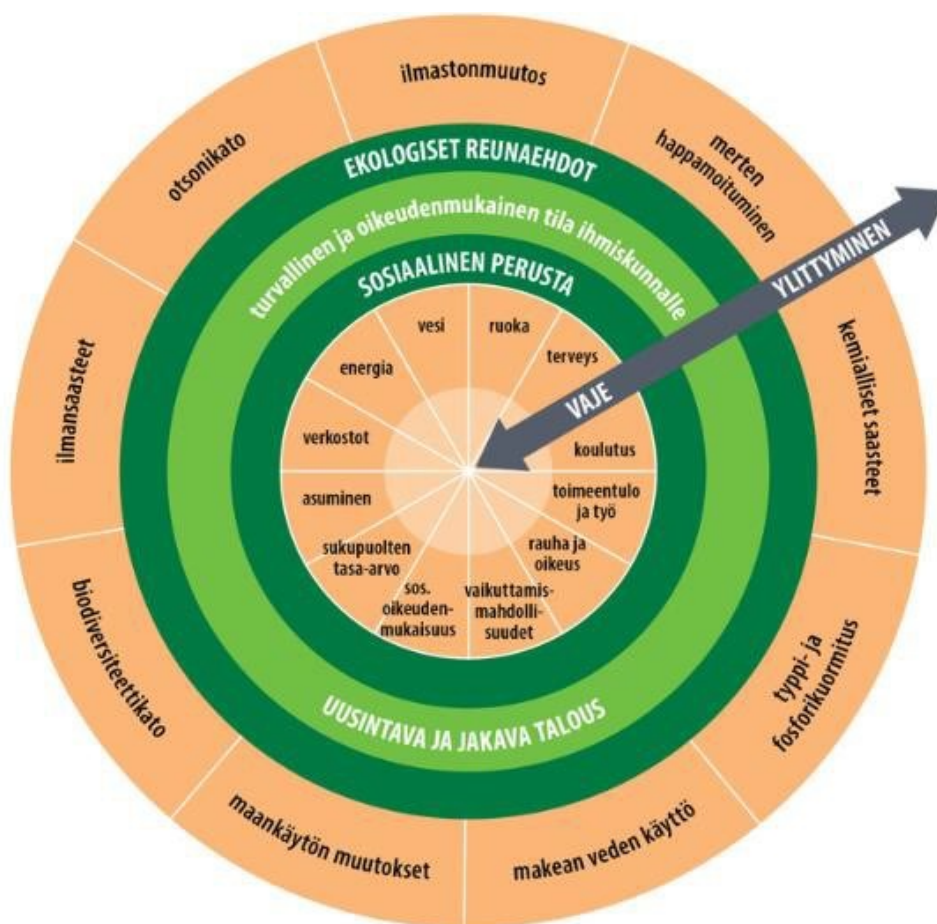 ilmastonmuutos
merten
happamoituminen
kemialliset saasteet
typpi- ja
fosforikuormitus
makean veden käyttö
maankäytön muutokset
biodiversiteettikato
ilmansaasteet
otsonikato
EKOLOGISET REUNAEHDOT
turvallinen ja oikeudenmukainen tila ihmiskunnalle
SOSIAALINEN PERUSTA
YLITTYMINEN
VAJE
vesi
ruoka
terveys
koulutus
toimeentulo
ja työ
rauha ja
oikeus
vaikuttamis-
mahdolli-
suudet
sos.
oikeuden-
mukaisuus
sukupuolten
tasa-arvo
asuminen
verkostot
energia
UUSINTAVA JA JAKAVA TALOUS